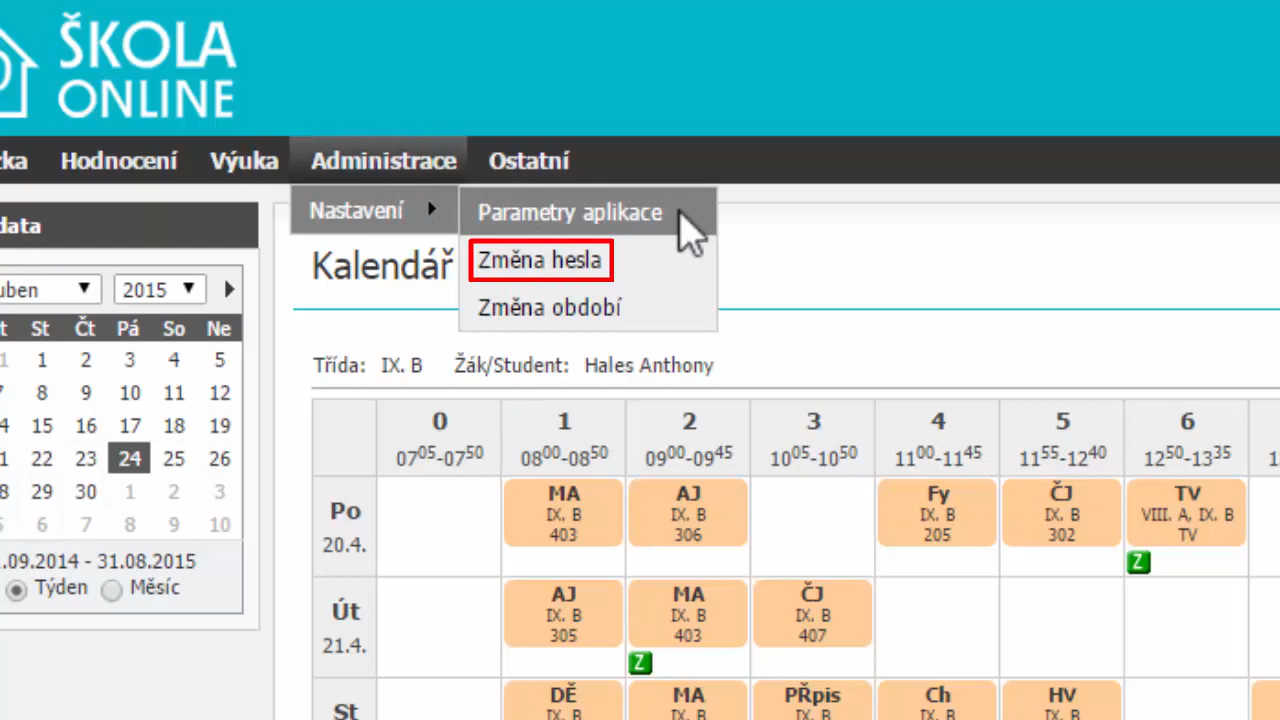 ŠKOLA
ONLINE
Hodnocení Výuka Administrace Ostatní
Nastavení
Parametry aplikace
Změna hesla
Změna období
data
2015
St Čt Pá So Ne
1 2 3 4 5
8 9 10 11 12
15 16 17 18 19
22 23 24 25 26
29 30 1 2 3
6 7 8 9 10
.09.2014 - 31.08.2015
Týden Měsíc
Kalendář
Třída: IX. B Žák/Student: Hales Anthony
0 1 2 3 4 5 6
0705-0750 0800-0850 0900-0945 1005-1050 1100-1145 1155-1240 1250-1335
Po
20.4.
MA
IX. B
403
AJ
IX. B
306
Fy
IX. B
205
ČJ
IX. B
302
TV
VIII. A, IX. B
TV
Z
Út
21.4.
AJ
IX. B
305
MA
IX. B
403
Z
ČJ
IX. B
407
St
DĚ
IX. B
MA
IX. B
PŘpis
IX. B
Ch
IX. B
HV
IX. B